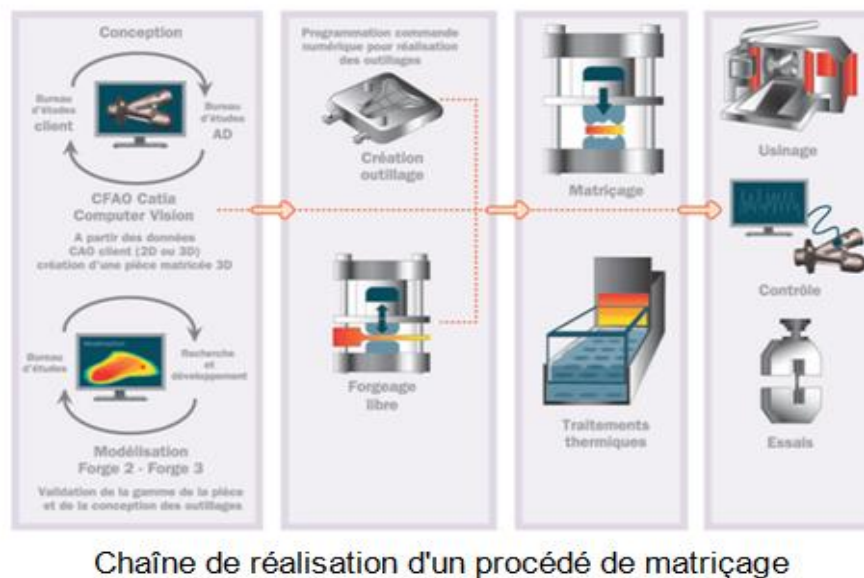 Conception
Bureau
d'études
client
Bureau
d'études
AD
CFAO Catia
Computer Vision
A partir des données
CAO client (2D ou 3D)
création d'une pièce matricée 3D
Modélisation
Bureau
d'études
Recherche
et
développement
Modélisation
Forge 2 - Forge 3
Validation de la gamme de la pièce
et de la conception des outillages
Programmation commande
numérique pour réalisation
des outillages
Création
outillage
Forgeage
libre
Matriçage
Traitements
thermiques
Usinage
Contrôle
Essais
Chaîne de réalisation d'un procédé de matriçage